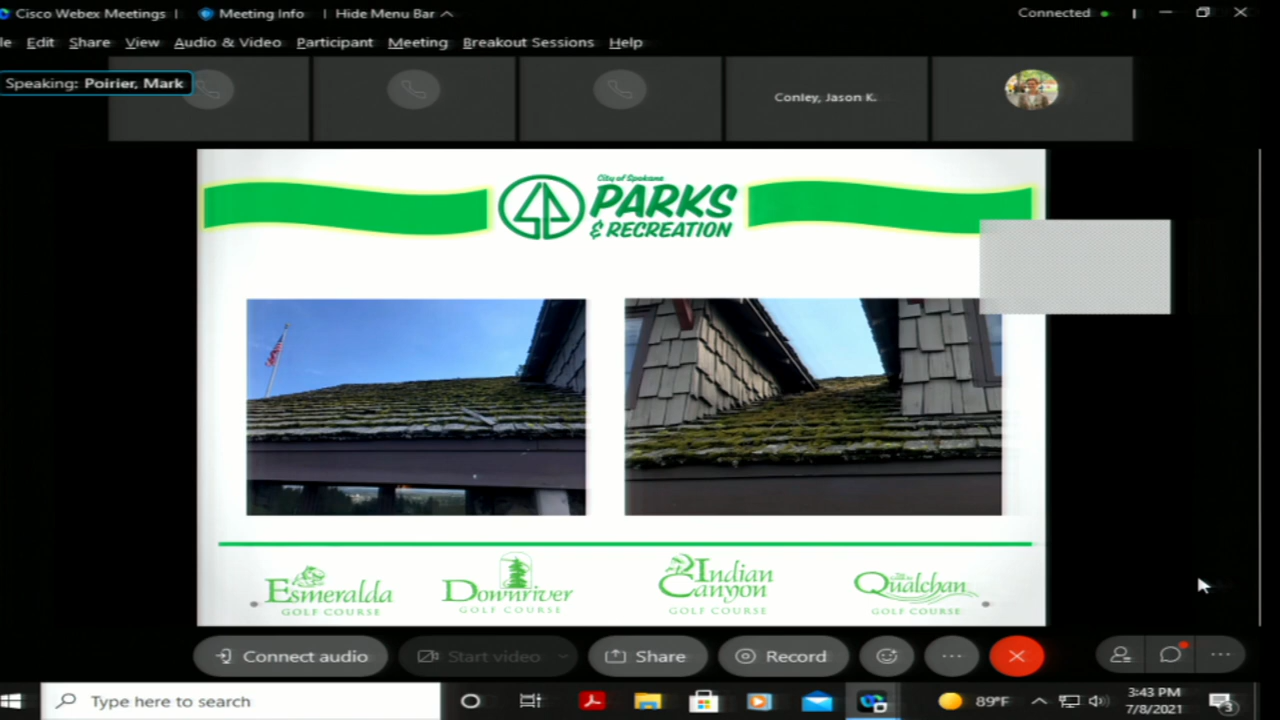 Cisco Webex Meetings | Meeting Info | Hide Menu Bar
Connected
le Edit Share View Audio & Video Participant Meeting Breakout Sessions Help
Speaking: Poirier, Mark
Conley, Jason K.
City of Spokane
PARKS
& RECREATION
Esmeralda
GOLF COURSE
Downriver
GOLF COURSE
Indian
Canyon
GOLF COURSE
Qualchan
GOLF COURSE
Connect audio
Start video
Share
Record
Type here to search
89°F
3:43 PM
7/8/2021
3